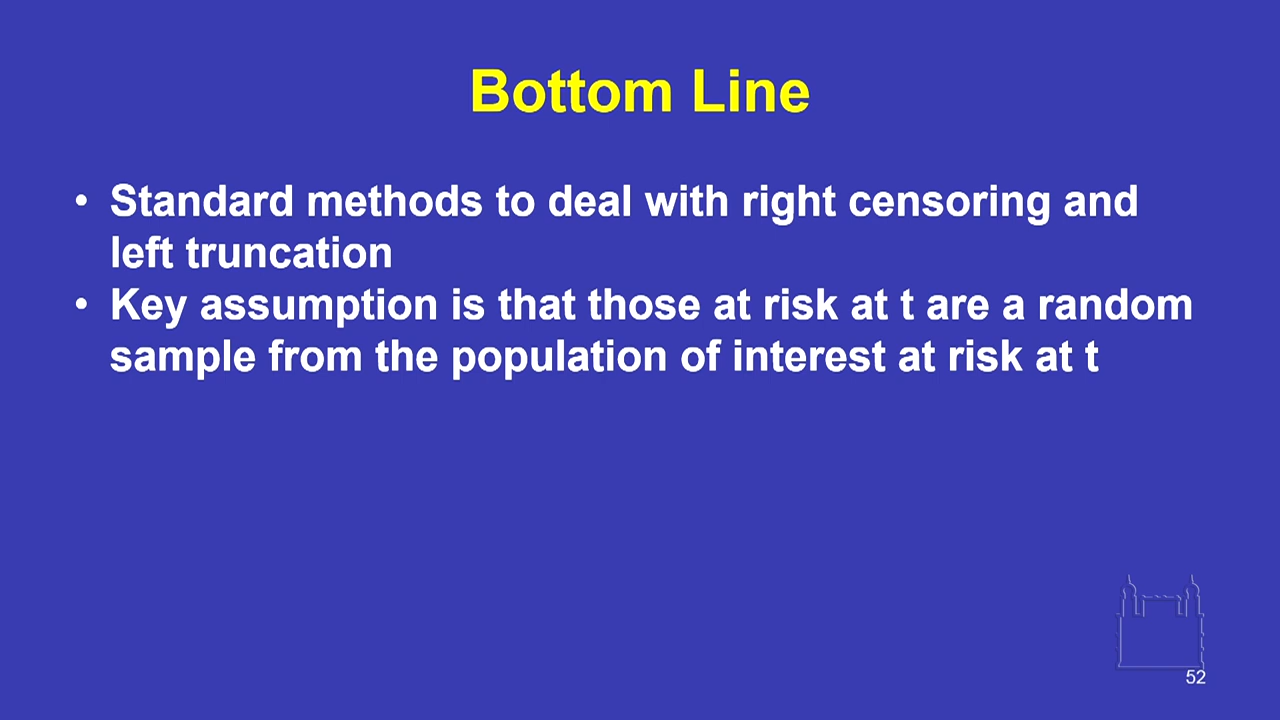 Bottom Line
• Standard methods to deal with right censoring and
left truncation
• Key assumption is that those at risk at t are a random
sample from the population of interest at risk at t
52